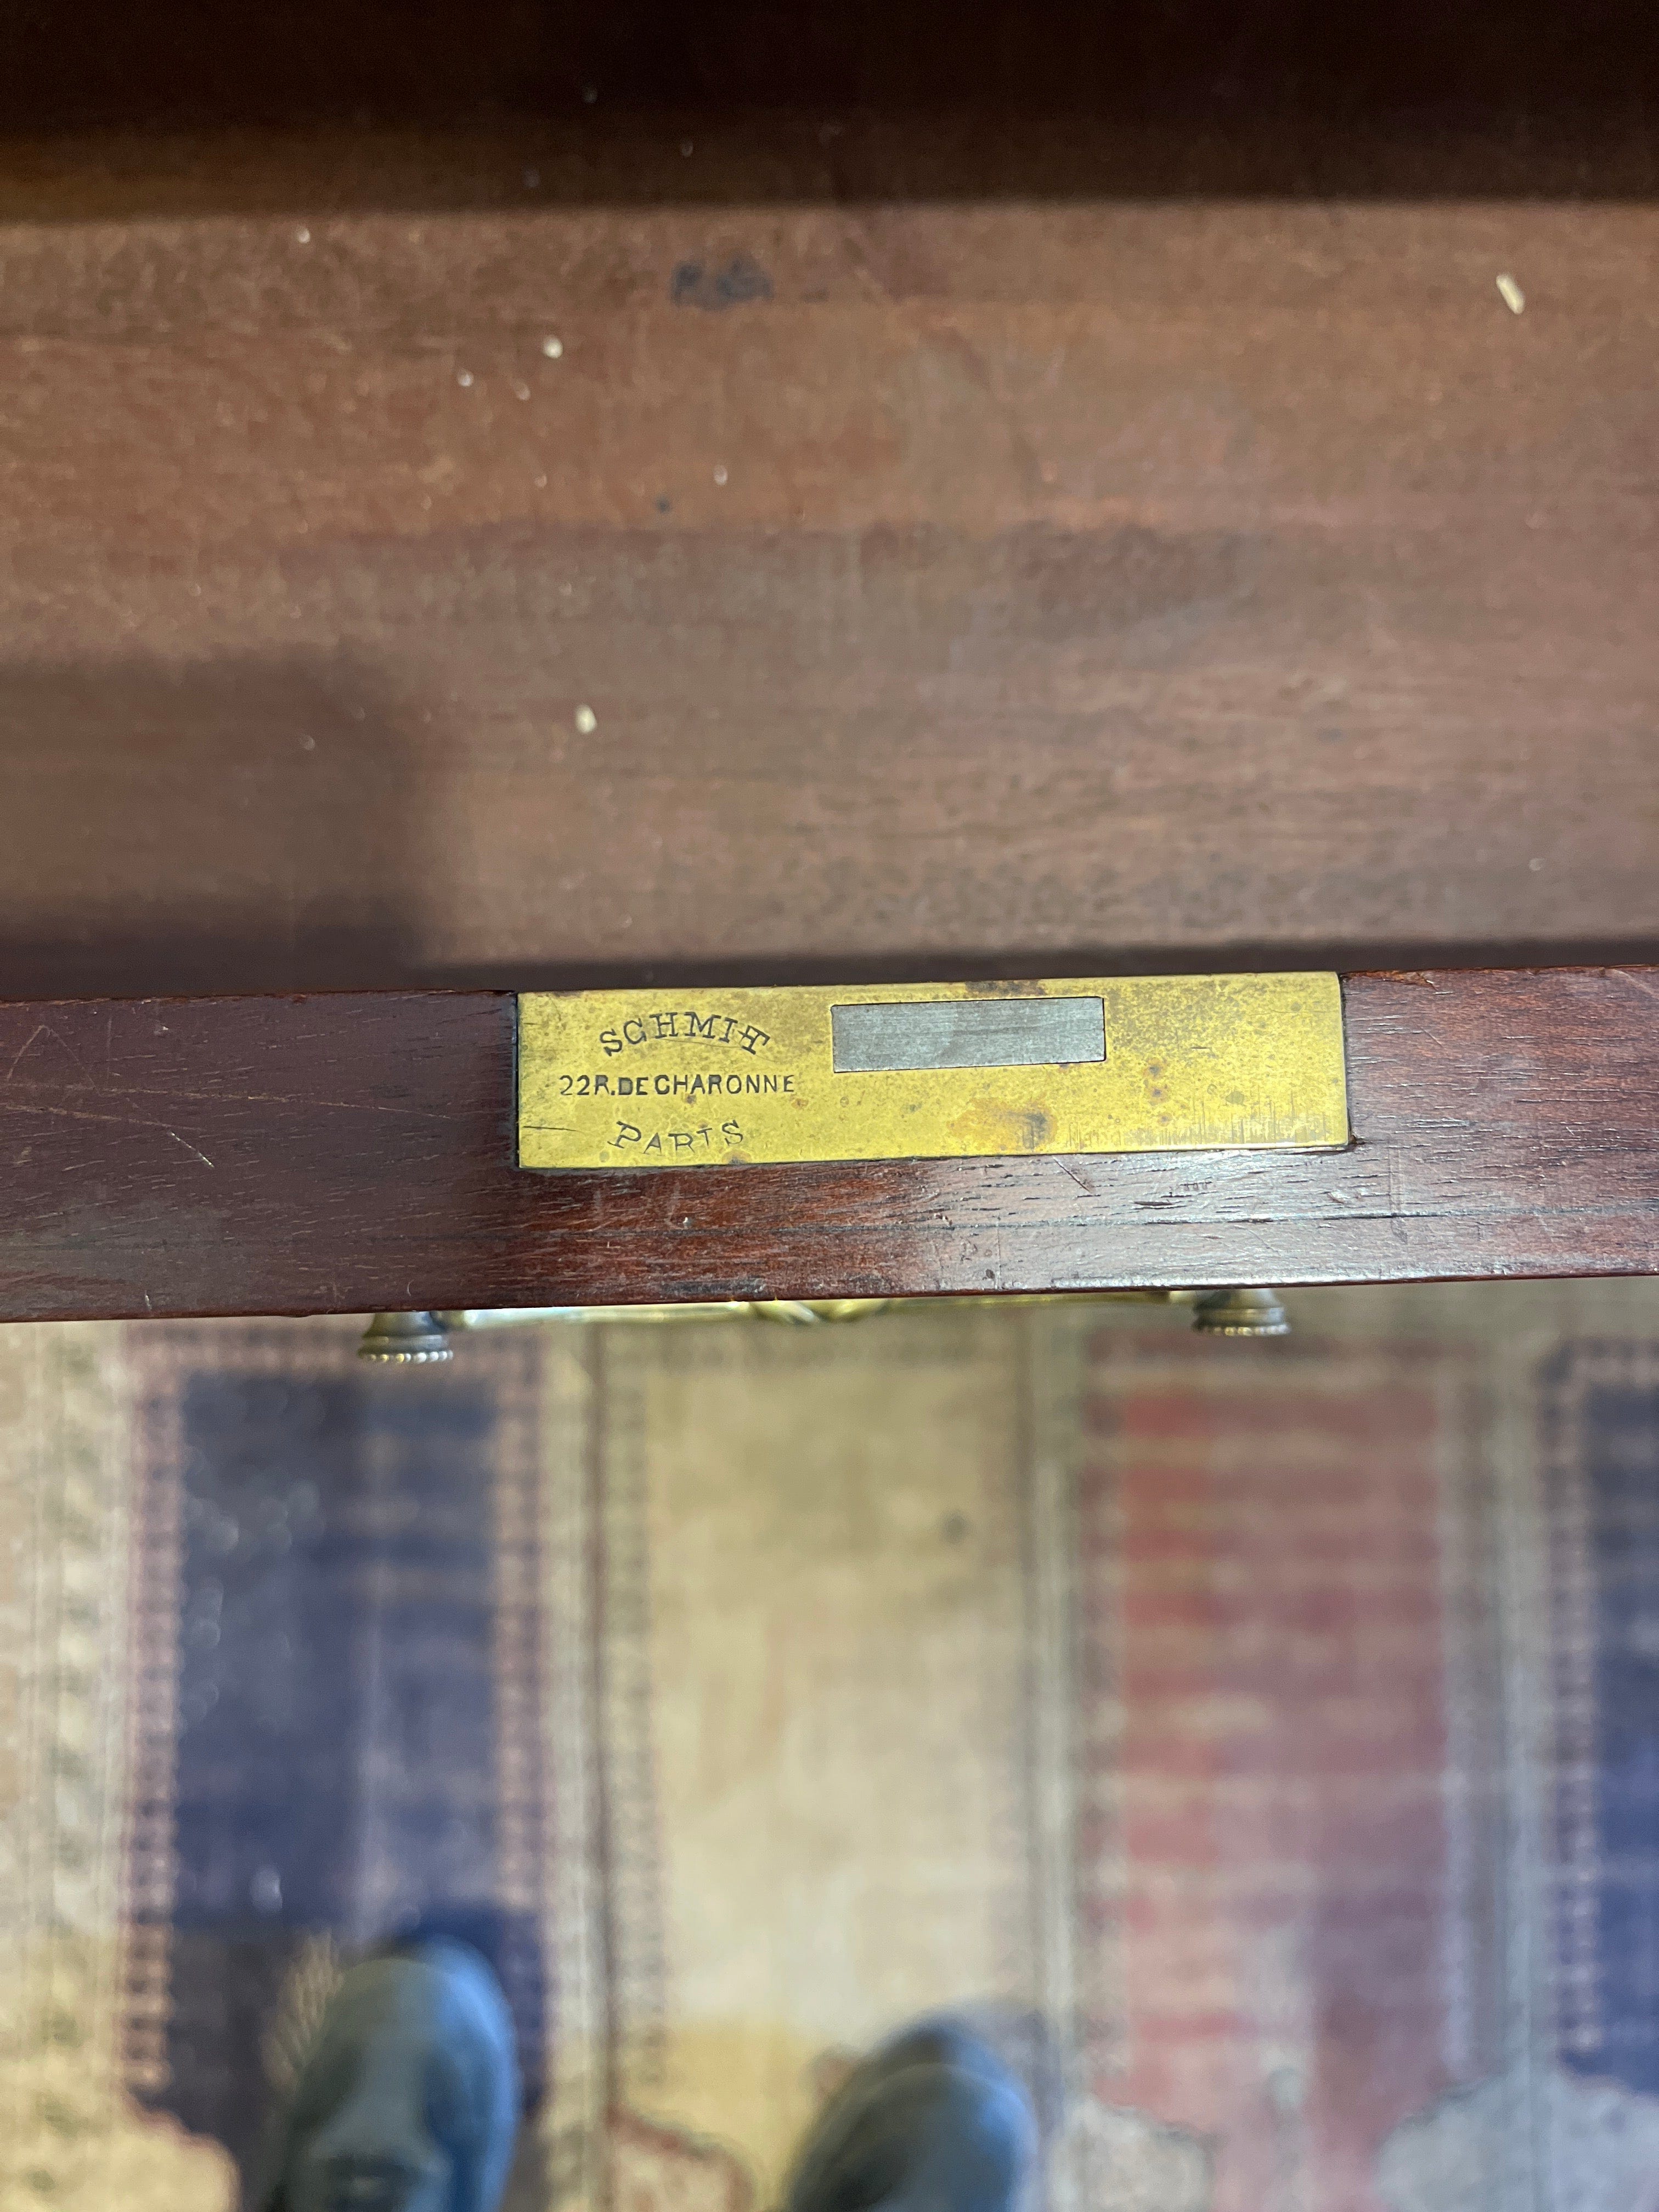 SCHMIT
22 R. DE CHARONNE
PARIS